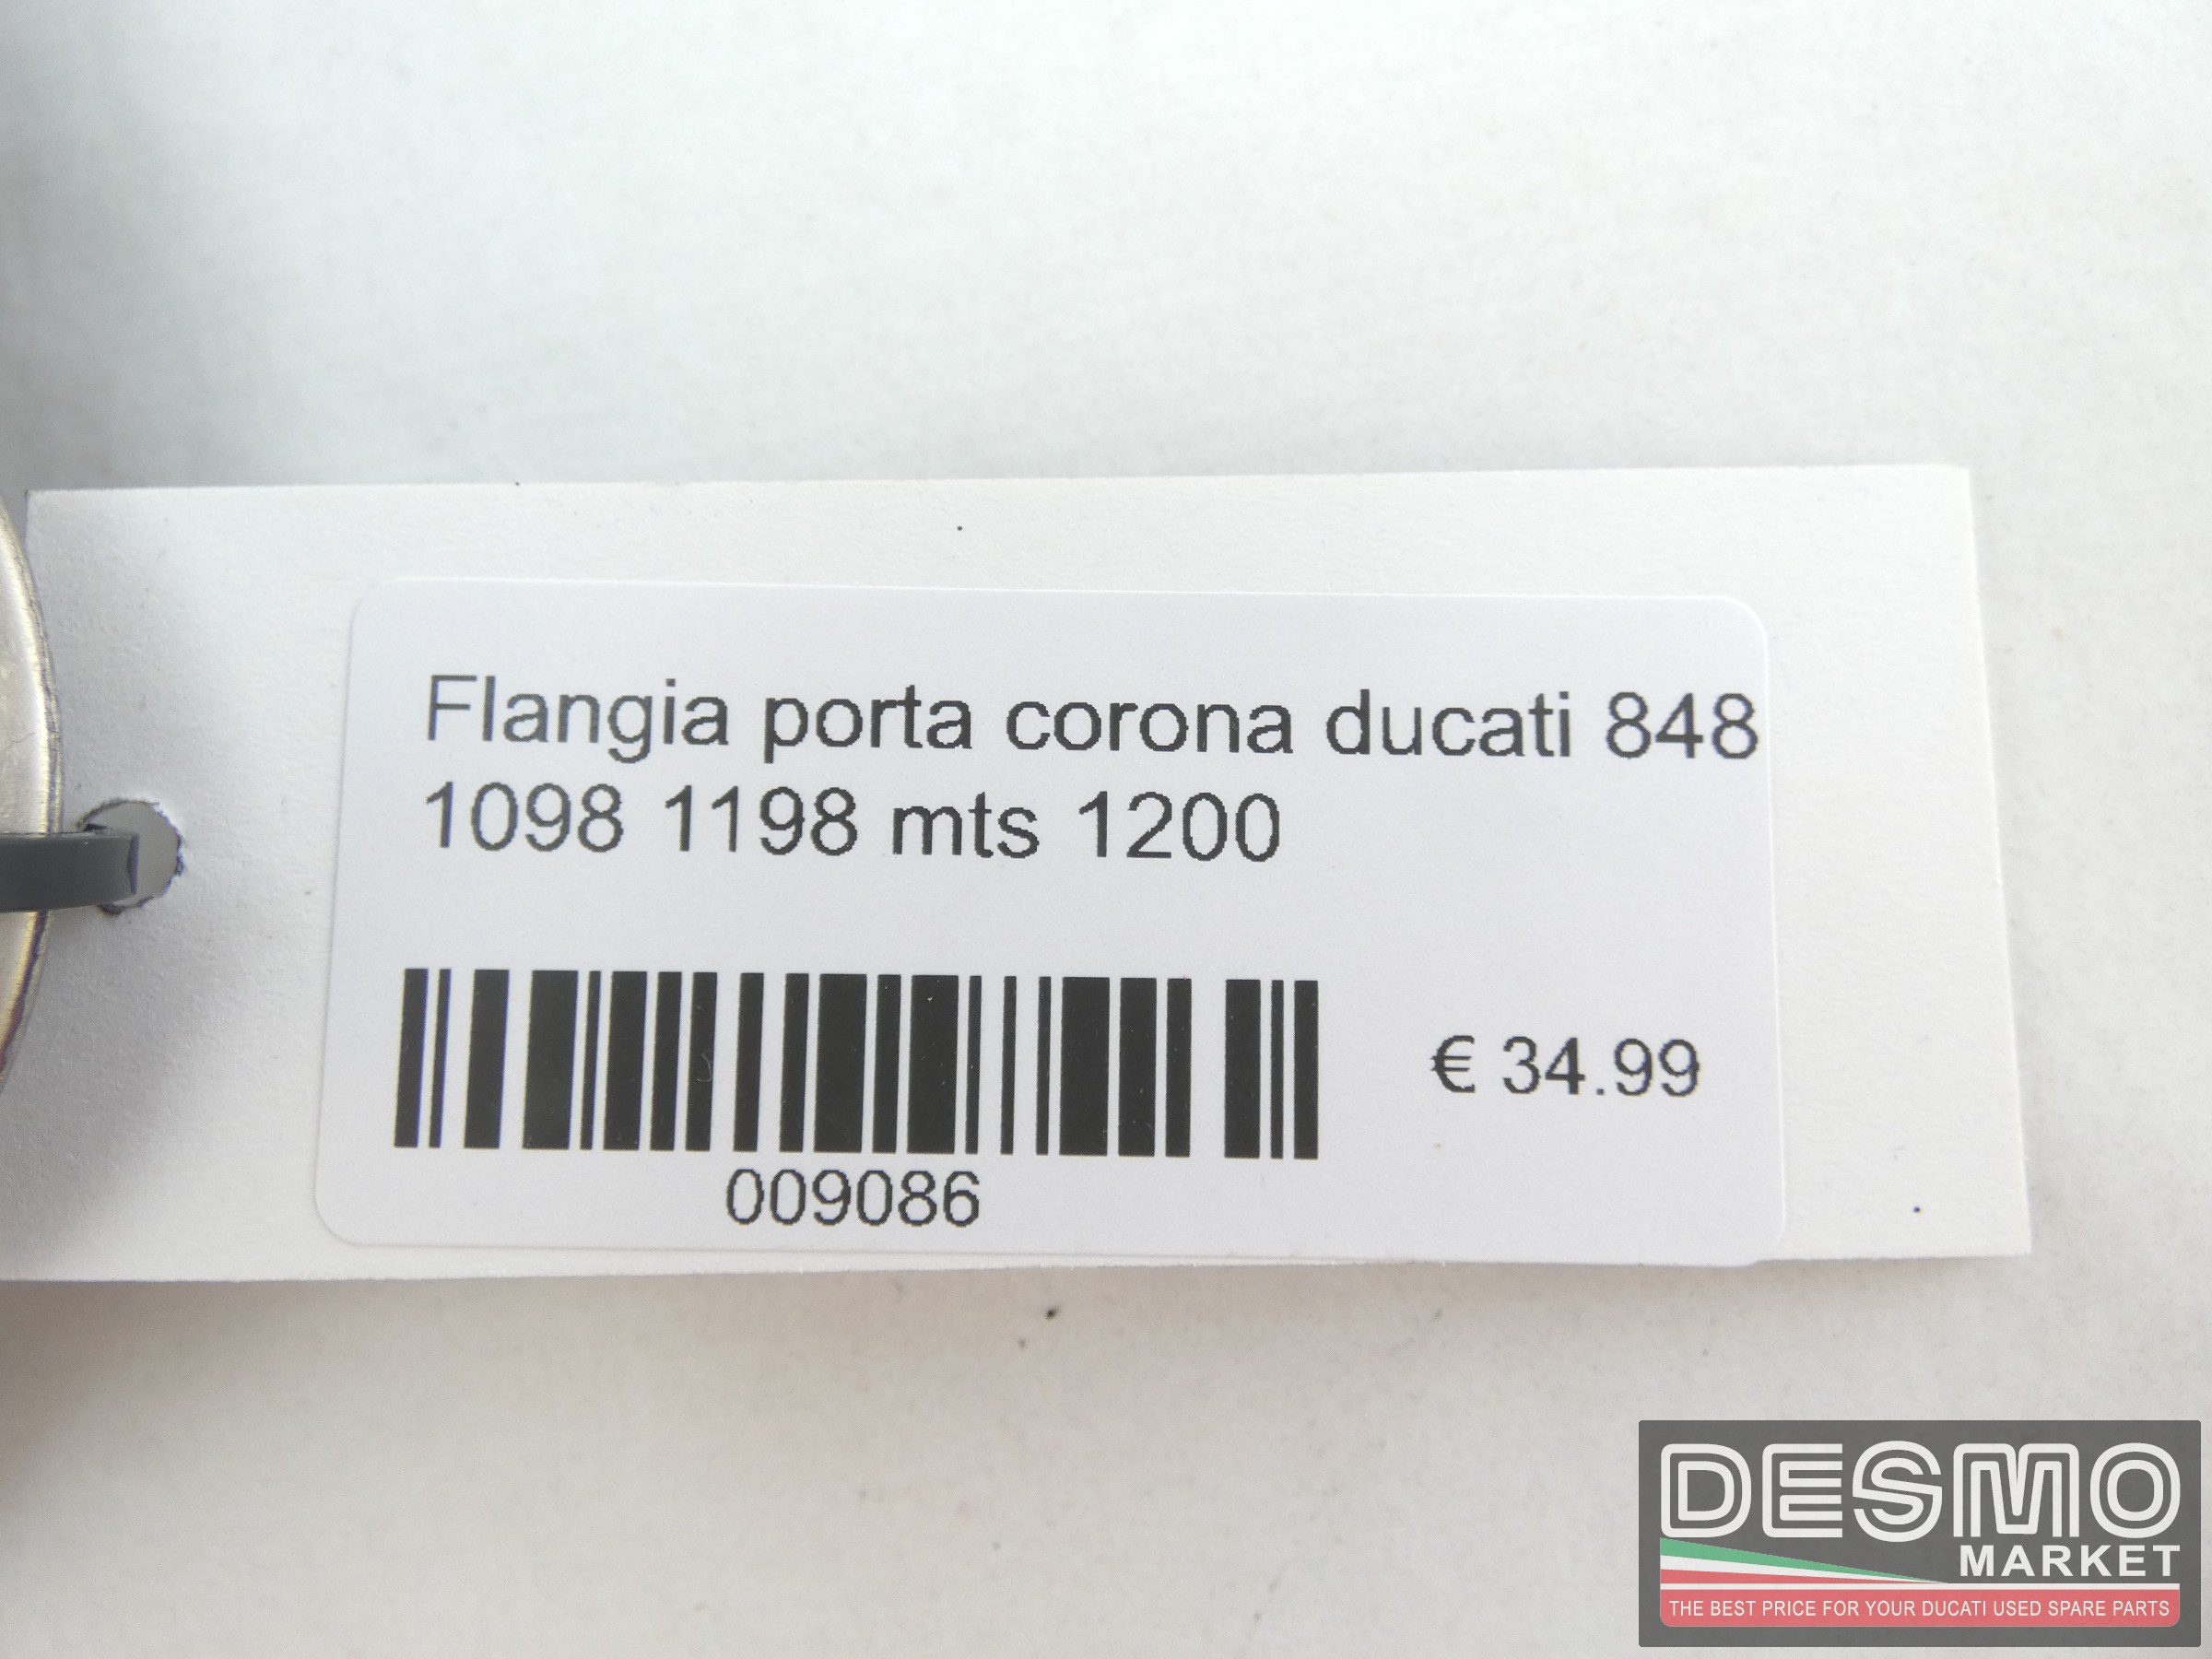 Flangia porta corona ducati 848
1098 1198 mts 1200
€ 34.99
009086
DESMO
MARKET
THE BEST PRICE FOR YOUR DUCATI USED SPARE PARTS